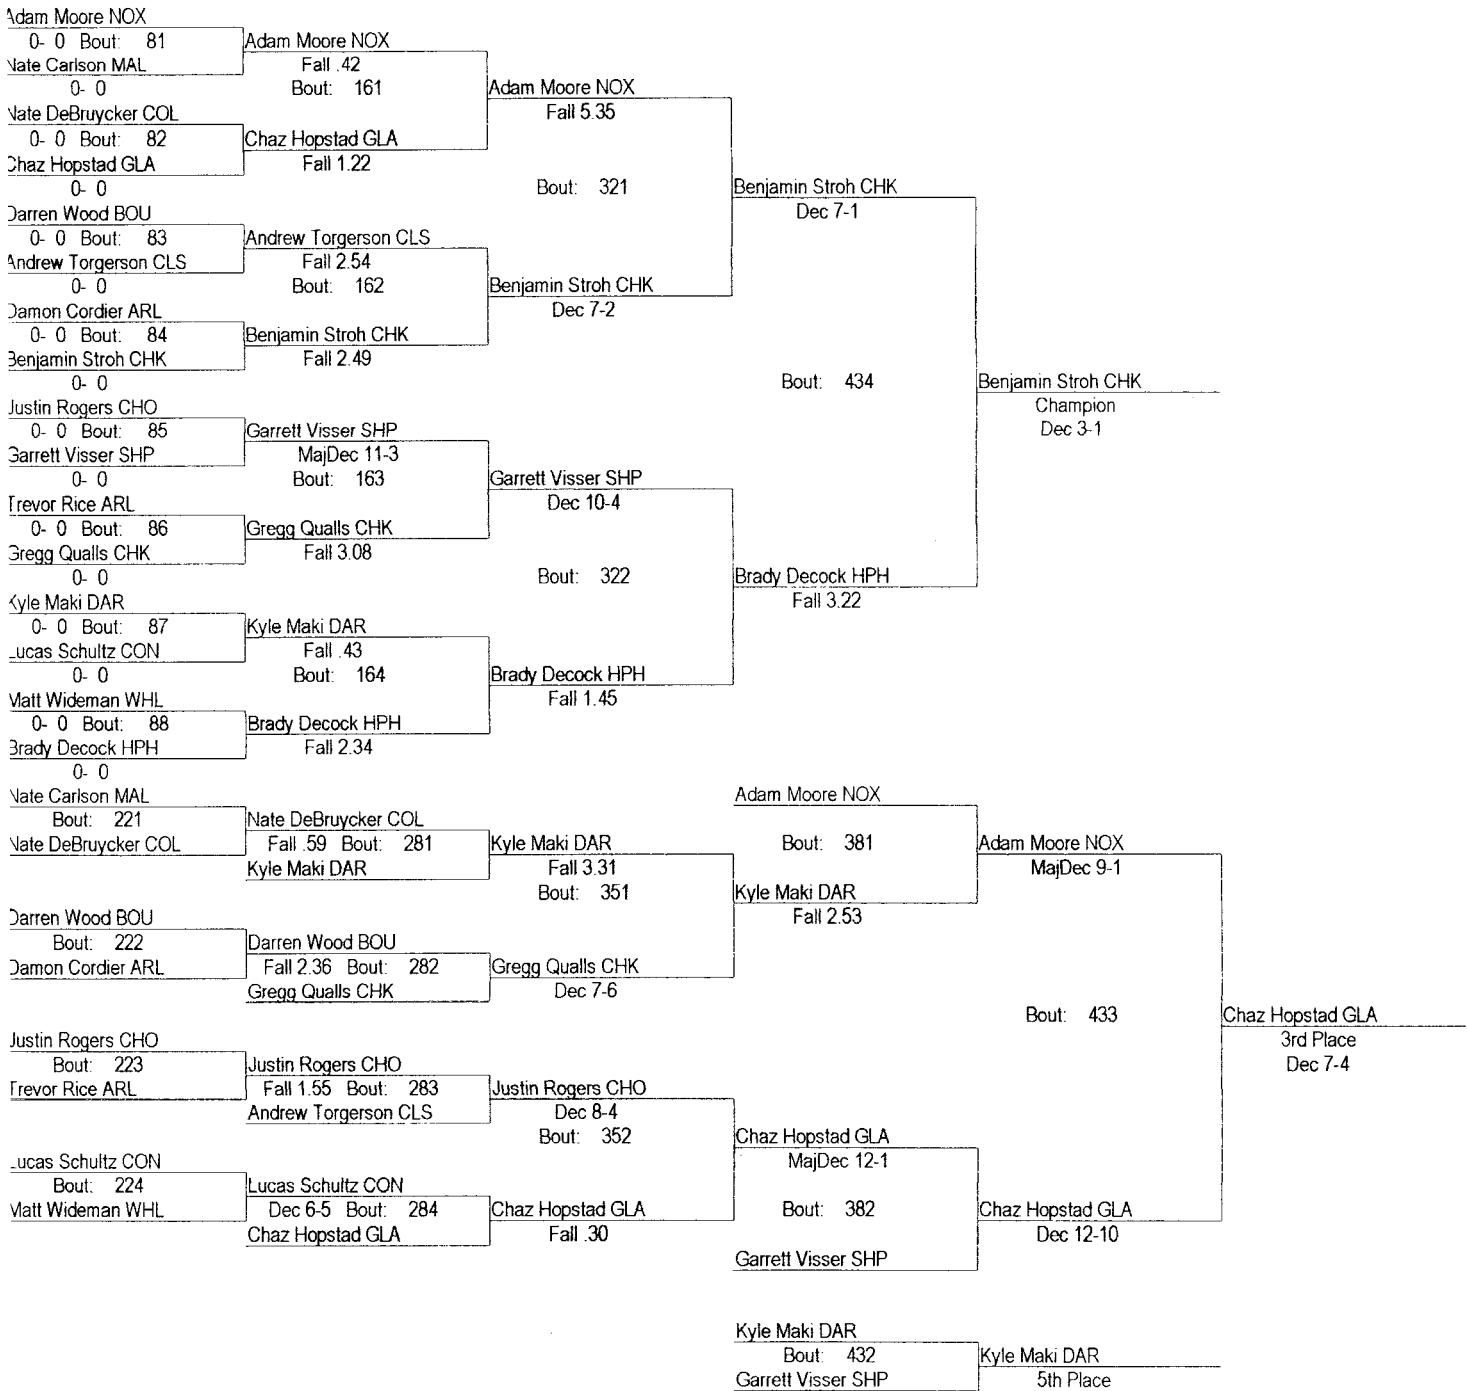 Adam Moore NOX
0- 0 Bout: 81
Adam Moore NOX
Nate Carlson MAL
Fall .42
0- 0
Bout: 161
Adam Moore NOX
Nate DeBruycker COL
Fall 5.35
0- 0 Bout: 82
Chaz Hopstad GLA
Chaz Hopstad GLA
Fall 1.22
0- 0
Bout: 321
Benjamin Stroh CHK
Darren Wood BOU
Dec 7-1
0- 0 Bout: 83
Andrew Torgerson CLS
Andrew Torgerson CLS
Fall 2.54
0- 0
Bout: 162
Benjamin Stroh CHK
Damon Cordier ARL
Dec 7-2
0- 0 Bout: 84
Benjamin Stroh CHK
Benjamin Stroh CHK
Fall 2.49
0- 0
Bout: 434
Benjamin Stroh CHK
Justin Rogers CHO
Champion
0- 0 Bout: 85
Garrett Visser SHP
Dec 3-1
Garrett Visser SHP
MajDec 11-3
0- 0
Bout: 163
Garrett Visser SHP
Trevor Rice ARL
Dec 10-4
0- 0 Bout: 86
Gregg Qualls CHK
Gregg Qualls CHK
Fall 3.08
0- 0
Bout: 322
Brady Decock HPH
Kyle Maki DAR
Fall 3.22
0- 0 Bout: 87
Kyle Maki DAR
Lucas Schultz CON
Fall .43
0- 0
Bout: 164
Brady Decock HPH
Matt Wideman WHL
Fall 1.45
0- 0 Bout: 88
Brady Decock HPH
Brady Decock HPH
Fall 2.34
0- 0
Nate Carlson MAL
Adam Moore NOX
Bout: 221
Nate DeBruycker COL
Nate DeBruycker COL
Fall .59 Bout: 281
Kyle Maki DAR
Bout: 381
Adam Moore NOX
Kyle Maki DAR
Fall 3.31
MajDec 9-1
Bout: 351
Kyle Maki DAR
Darren Wood BOU
Fall 2.53
Bout: 222
Darren Wood BOU
Damon Cordier ARL
Fall 2.36 Bout: 282
Gregg Qualls CHK
Gregg Qualls CHK
Dec 7-6
Bout: 433
Chaz Hopstad GLA
Justin Rogers CHO
3rd Place
Bout: 223
Justin Rogers CHO
Dec 7-4
Trevor Rice ARL
Fall 1.55 Bout: 283
Justin Rogers CHO
Andrew Torgerson CLS
Dec 8-4
Bout: 352
Chaz Hopstad GLA
Lucas Schultz CON
MajDec 12-1
Bout: 224
Lucas Schultz CON
Matt Wideman WHL
Dec 6-5 Bout: 284
Chaz Hopstad GLA
Bout: 382
Chaz Hopstad GLA
Chaz Hopstad GLA
Fall .30
Dec 12-10
Garrett Visser SHP
Kyle Maki DAR
Bout: 432
Kyle Maki DAR
Garrett Visser SHP
5th Place